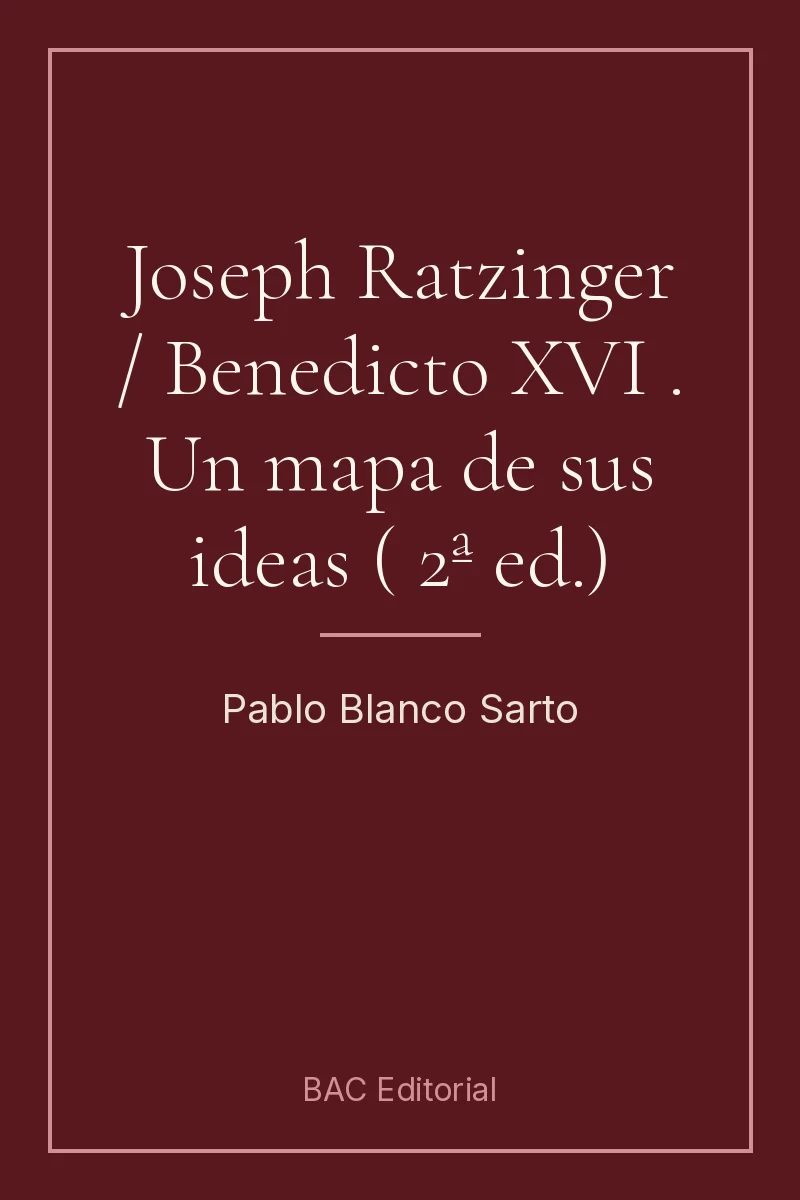 Joseph Ratzinger
/ Benedicto XVI .
Un mapa de sus
ideas ( 2ª ed.)
Pablo Blanco Sarto
BAC Editorial